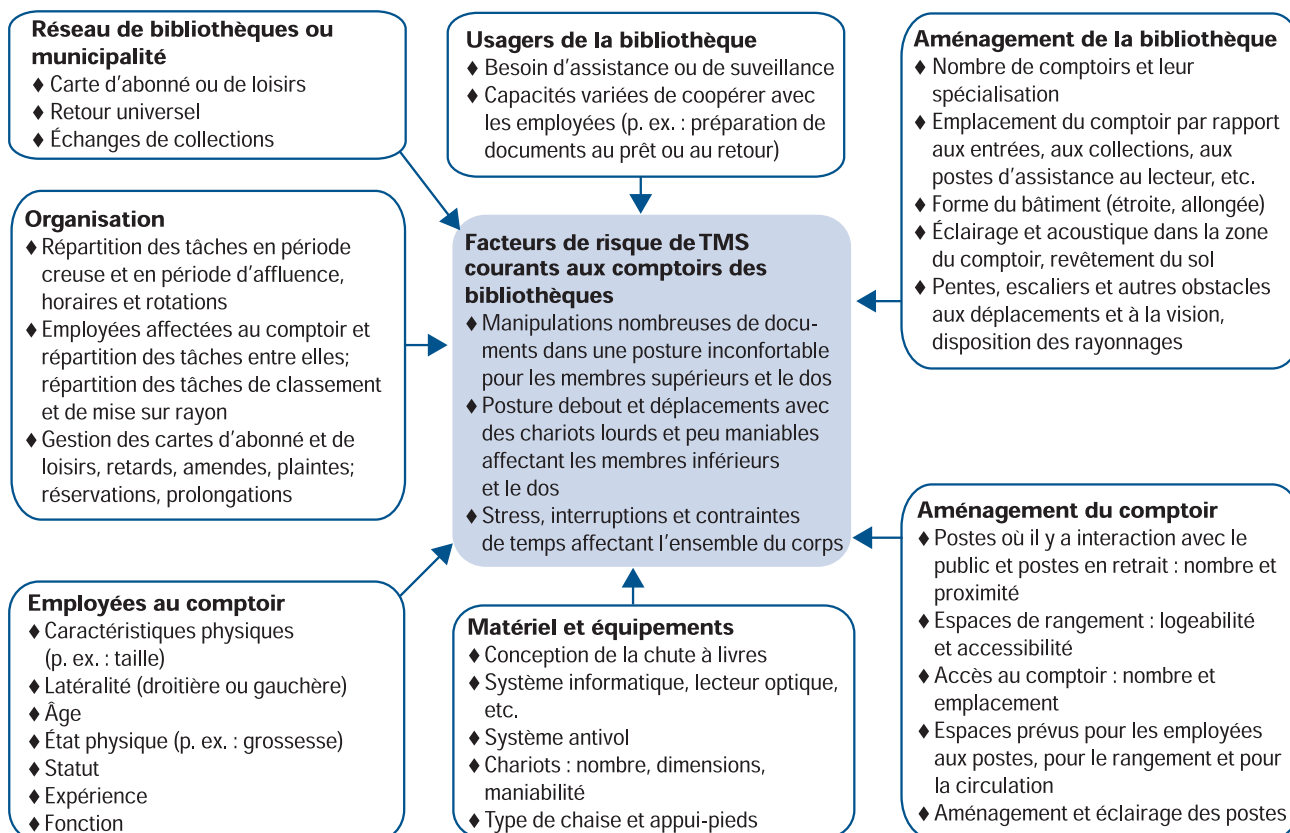 Réseau de bibliothèques ou
municipalité
♦ Carte d'abonné ou de loisirs
♦ Retour universel
♦ Échanges de collections
Usagers de la bibliothèque
♦ Besoin d'assistance ou de suveillance
♦ Capacités variées de coopérer avec
les employées (p. ex. : préparation de
documents au prêt ou au retour)
Aménagement de la bibliothèque
♦ Nombre de comptoirs et leur
spécialisation
♦ Emplacement du comptoir par rapport
aux entrées, aux collections, aux
postes d'assistance au lecteur, etc.
♦ Forme du bâtiment (étroite, allongée)
♦ Éclairage et acoustique dans la zone
du comptoir, revêtement du sol
♦ Pentes, escaliers et autres obstacles
aux déplacements et à la vision,
disposition des rayonnages
Organisation
♦ Répartition des tâches en période
creuse et en période d'affluence,
horaires et rotations
♦ Employées affectées au comptoir et
répartition des tâches entre elles;
répartition des tâches de classement
et de mise sur rayon
♦ Gestion des cartes d'abonné et de
loisirs, retards, amendes, plaintes;
réservations, prolongations
Facteurs de risque de TMS
courants aux comptoirs des
bibliothèques
♦ Manipulations nombreuses de docu-
ments dans une posture inconfortable
pour les membres supérieurs et le dos
♦ Posture debout et déplacements avec
des chariots lourds et peu maniables
affectant les membres inférieurs
et le dos
♦ Stress, interruptions et contraintes
de temps affectant l'ensemble du corps
Employées au comptoir
♦ Caractéristiques physiques
(p. ex. : taille)
♦ Latéralité (droitière ou gauchère)
♦ Âge
♦ État physique (p. ex. : grossesse)
♦ Statut
♦ Expérience
♦ Fonction
Matériel et équipements
♦ Conception de la chute à livres
♦ Système informatique, lecteur optique,
etc.
♦ Système antivol
♦ Chariots : nombre, dimensions,
maniabilité
♦ Type de chaise et appui-pieds
Aménagement du comptoir
♦ Postes où il y a interaction avec le
public et postes en retrait : nombre et
proximité
♦ Espaces de rangement : logeabilité
et accessibilité
♦ Accès au comptoir : nombre et
emplacement
♦ Espaces prévus pour les employées
aux postes, pour le rangement et pour
la circulation
♦ Aménagement et éclairage des postes